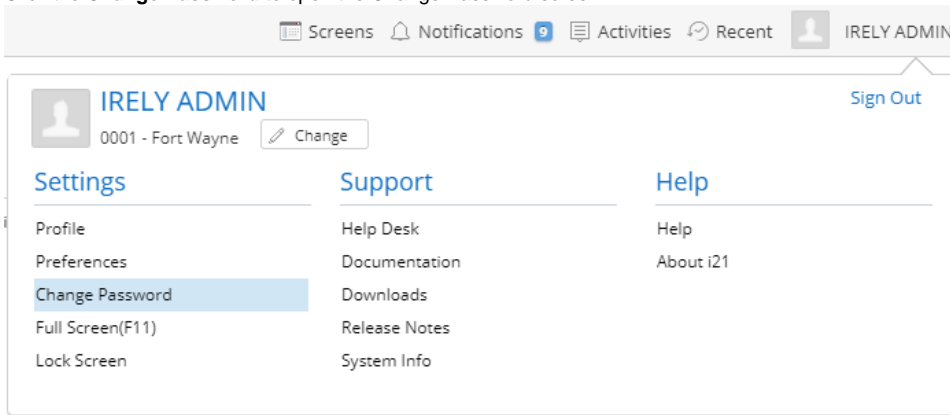 Screens Notifications 9 Activities Recent IRELY ADMIN
IRELY ADMIN Sign Out
0001 - Fort Wayne Change
Settings Support Help
Profile Help Desk Help
Preferences Documentation About i21
Change Password Downloads
Full Screen(F11) Release Notes
Lock Screen System Info